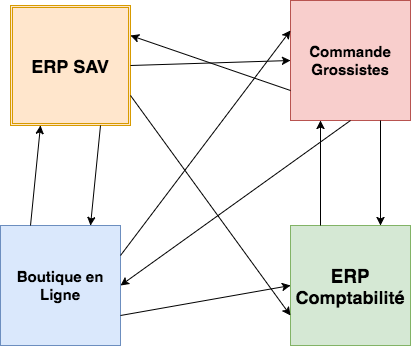 ERP SAV
Commande
Grossistes
Boutique en
Ligne
ERP
Comptabilité